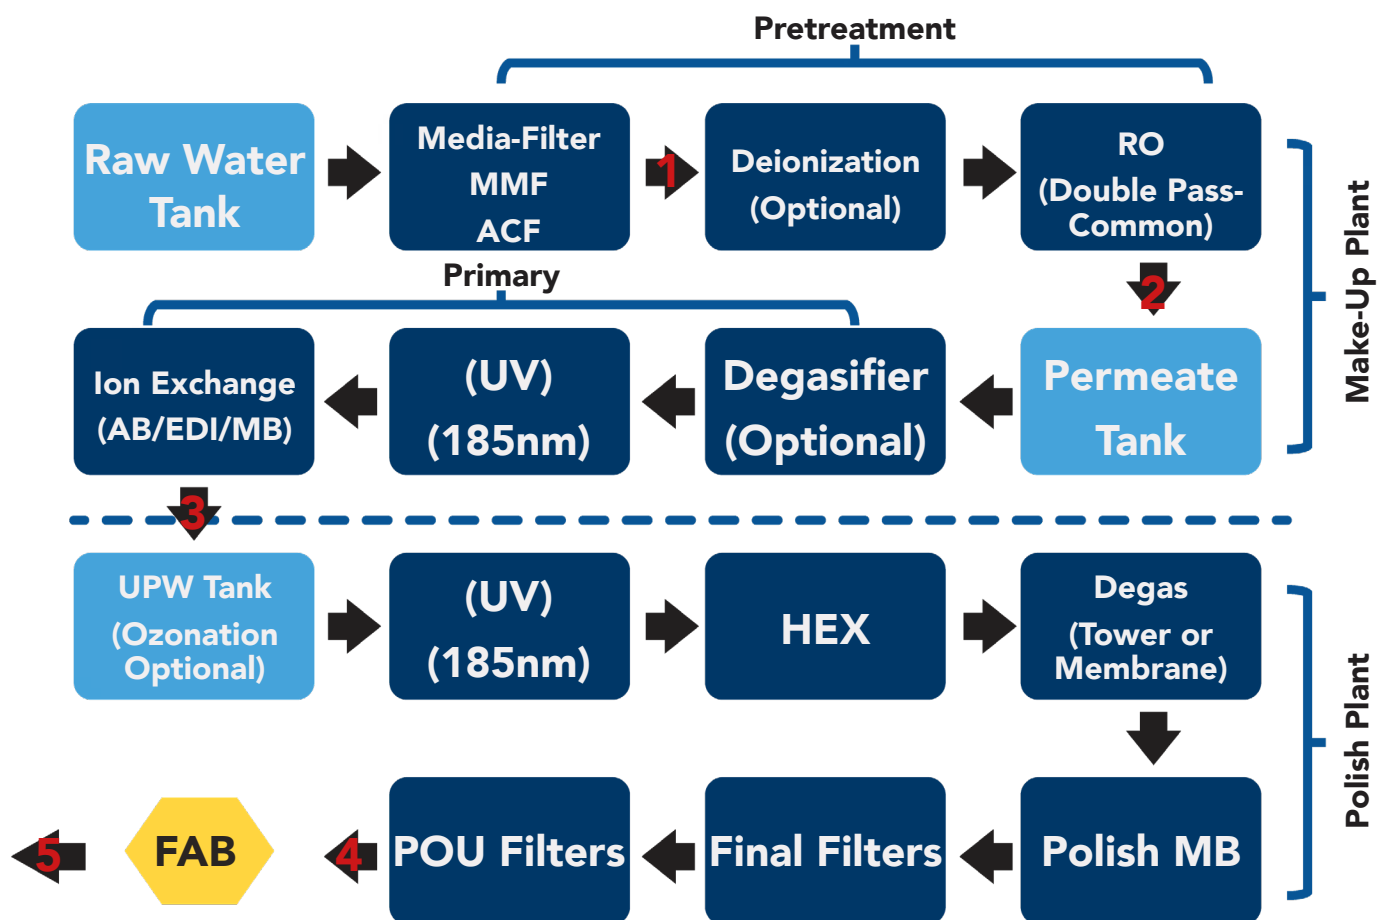 Pretreatment
Raw Water
Tank
Media-Filter
MMF
ACF
1
Deionization
(Optional)
RO
(Double Pass-
Common)
2
Make-Up Plant
Primary
Ion Exchange
(AB/EDI/MB)
(UV)
(185nm)
Degasifier
(Optional)
Permeate
Tank
3
UPW Tank
(Ozonation
Optional)
(UV)
(185nm)
HEX
Degas
(Tower or
Membrane)
Polish Plant
5
FAB
4
POU Filters
Final Filters
Polish MB